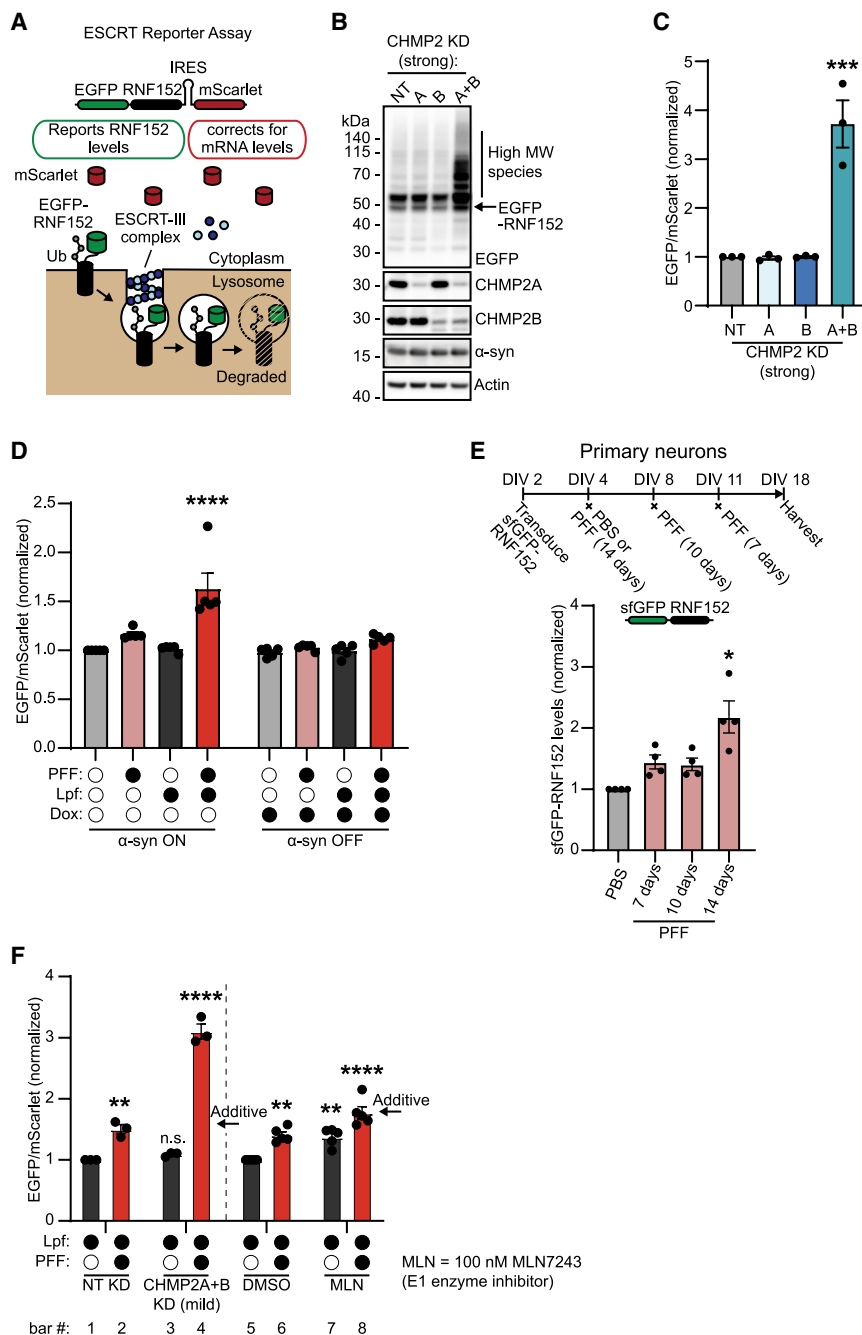 A
ESCRT Reporter Assay
IRES
EGFP RNF152
mScarlet
Reports RNF152
levels
corrects for
mRNA levels
mScarlet
EGFP-
RNF152
ESCRT-III
complex
Ub
Cytoplasm
Lysosome
Degraded
B
CHMP2 KD
(strong):
NT A B A+B
kDa
140
115
70
50
40
30
High MW
species
EGFP
-RNF152
EGFP
30
CHMP2A
30
CHMP2B
15
α-syn
40
Actin
C
***
EGFP/mScarlet (normalized)
5
4
3
2
1
0
NT A B A+B
CHMP2 KD
(strong)
D
****
EGFP/mScarlet (normalized)
2.5
2.0
1.5
1.0
0.5
0.0
PFF:
Lpf:
Dox:
α-syn ON
α-syn OFF
E
Primary neurons
DIV 2 DIV 4 DIV 8 DIV 11 DIV 18
Transduce
sfGFP-
RNF152
PBS or
PFF (14 days)
PFF (10 days)
PFF (7 days)
Harvest
sfGFP RNF152
*
sfGFP-RNF152 levels (normalized)
4
3
2
1
0
PBS 7 days 10 days 14 days
PFF
F
EGFP/mScarlet (normalized)
4
3
2
1
0
**
n.s.
****
Additive
**
**
****
Additive
Lpf:
PFF:
NT KD
CHMP2A+B
KD (mild)
DMSO
MLN
MLN = 100 nM MLN7243
(E1 enzyme inhibitor)
bar #: 1 2 3 4 5 6 7 8